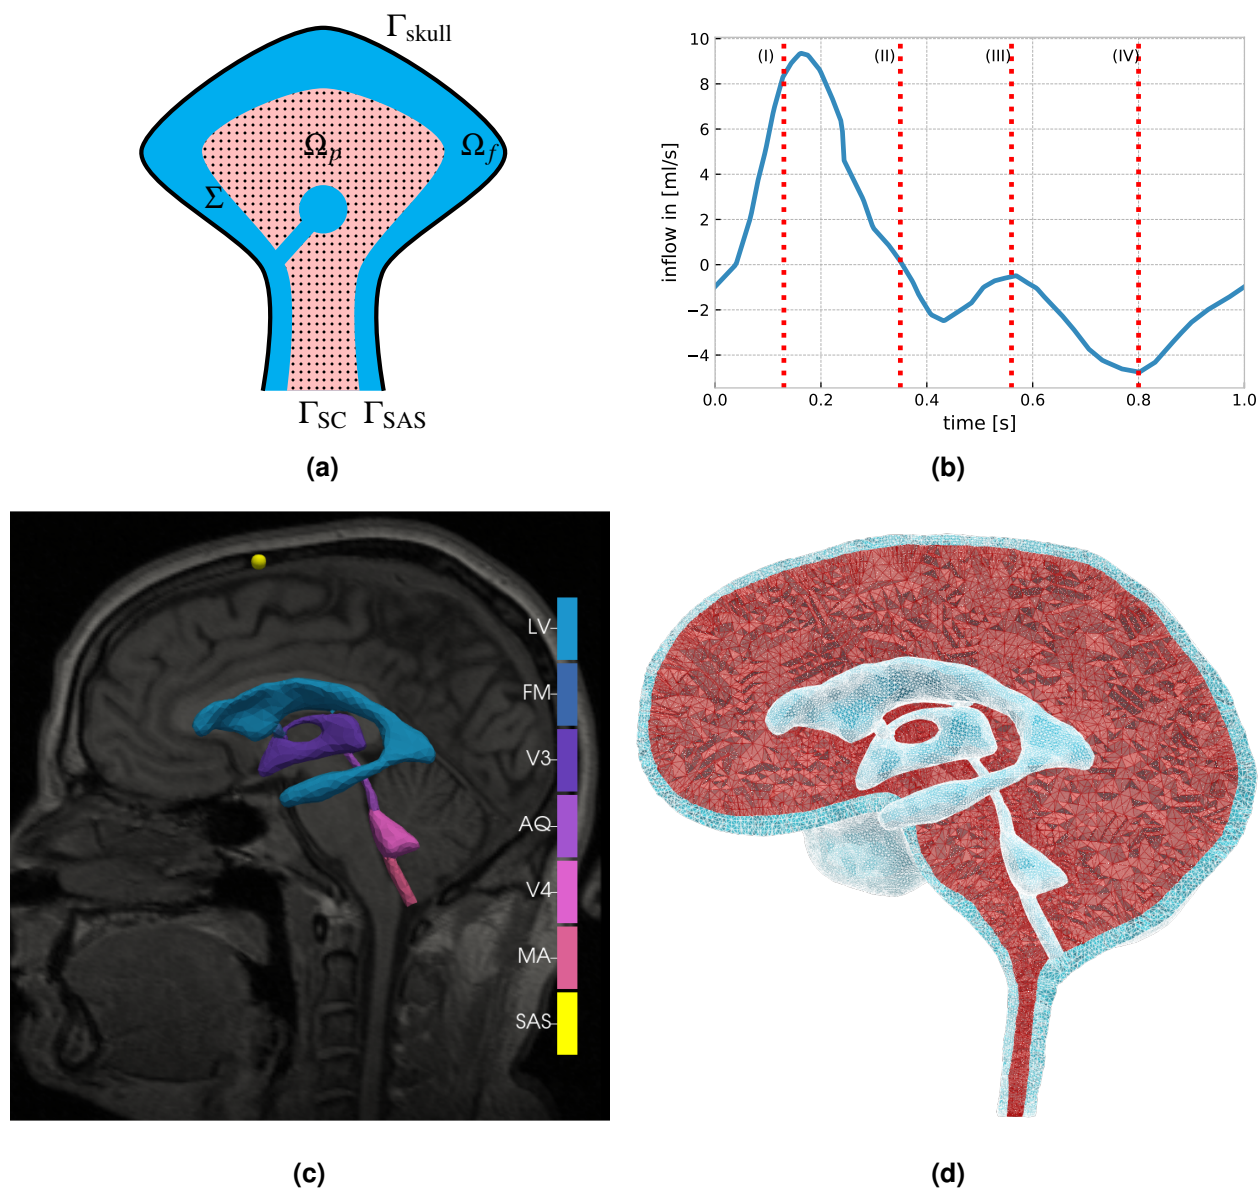 Γskull
Ωp
Ωf
Σ
ΓSC ΓSAS
(a)
10
8
6
4
2
0
−2
−4
inflow in [ml/s]
(I) (II) (III) (IV)
0.0 0.2 0.4 0.6 0.8 1.0
time [s]
(b)
LV
FM
V3
AQ
V4
MA
SAS
(c)
(d)